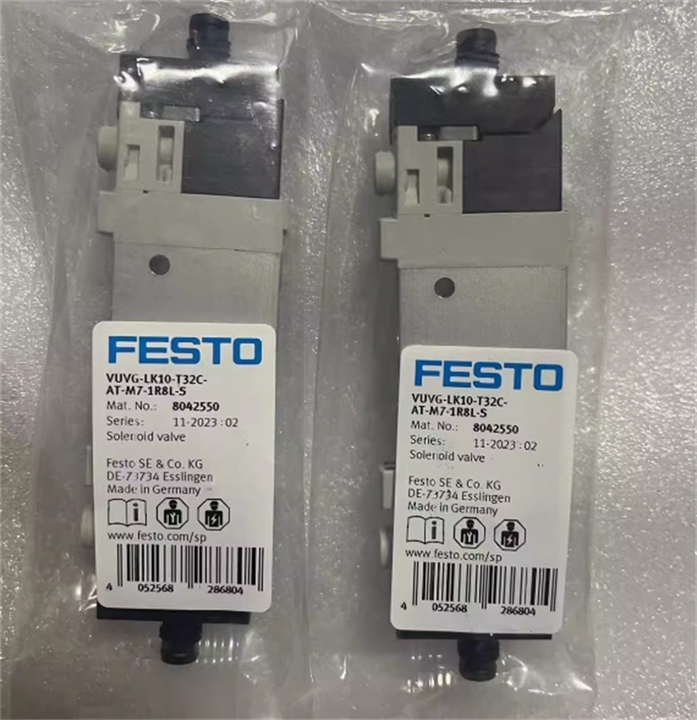 FESTO
VUVG-LK10-T32C-
AT-M7-1R8L-S
Mat. No.: 8042550
Series: 11-2023:02
Solenoid valve
Festo SE & Co. KG
DE-73734 Esslingen
Made in Germany
www.festo.com/sp
4 052568 286804
FESTO
VUVG-LK10-T32C-
AT-M7-1R8L-S
Mat. No.: 8042550
Series: 11-2023:02
Solenoid valve
Festo SE & Co. KG
DE-73734 Esslingen
Made in Germany
www.festo.com/sp
4 052568 286804